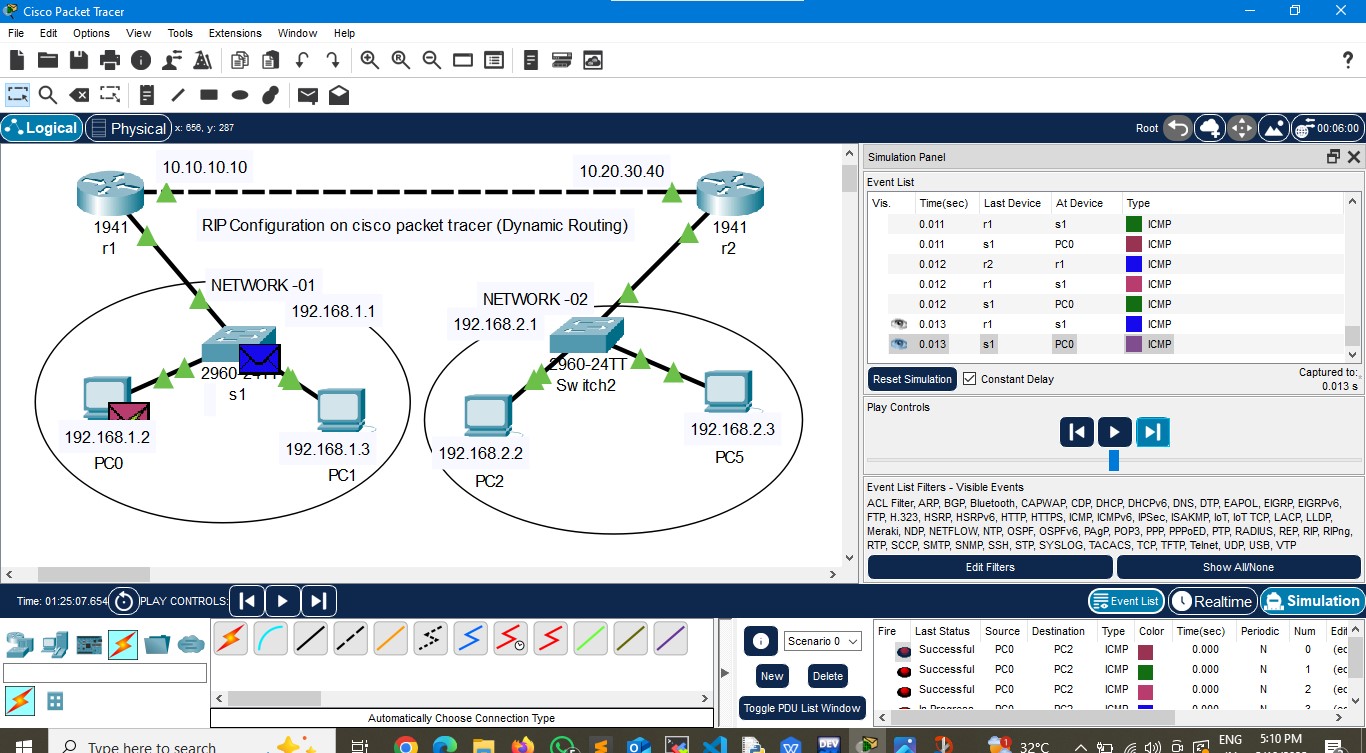 Cisco Packet Tracer
File Edit Options View Tools Extensions Window Help
Logical Physical x: 656, y: 287 Root 00:06:00
10.10.10.10
10.20.30.40
RIP Configuration on cisco packet tracer (Dynamic Routing)
1941
r1
1941
r2
NETWORK -01
192.168.1.1
NETWORK -02
192.168.2.1
2960-24TT
s1
2960-24TT
Switch2
192.168.1.2
PC0
192.168.1.3
PC1
192.168.2.2
PC2
192.168.2.3
PC5
Simulation Panel
Event List
Vis. Time(sec) Last Device At Device Type
0.011 r1 s1 ICMP
0.011 s1 PC0 ICMP
0.012 r2 r1 ICMP
0.012 r1 s1 ICMP
0.012 s1 PC0 ICMP
0.013 r1 s1 ICMP
0.013 s1 PC0 ICMP
Reset Simulation Constant Delay Captured to:
0.013 s
Play Controls
Event List Filters - Visible Events
ACL Filter, ARP, BGP, Bluetooth, CAPWAP, CDP, DHCP, DHCPv6, DNS, DTP, EAPOL, EIGRP, EIGRPv6,
FTP, H.323, HSRP, HSRPv6, HTTP, HTTPS, ICMP, ICMPv6, IPSec, ISAKMP, IoT, IoT TCP, LACP, LLDP,
Meraki, NDP, NETFLOW, NTP, OSPF, OSPFv6, PAgP, POP3, PPP, PPPoED, PTP, RADIUS, REP, RIP, RIPng,
RTP, SCCP, SMTP, SNMP, SSH, STP, SYSLOG, TACACS, TCP, TFTP, Telnet, UDP, USB, VTP
Edit Filters Show All/None
Time: 01:25:07.654 PLAY CONTROLS: Event List Realtime Simulation
Scenario 0
New Delete
Toggle PDU List Window
Automatically Choose Connection Type
Fire Last Status Source Destination Type Color Time(sec) Periodic Num Edit
Successful PC0 PC2 ICMP 0.000 N 0 (ec
Successful PC0 PC2 ICMP 0.000 N 1 (ec
Successful PC0 PC2 ICMP 0.000 N 2 (ec
In Progress PC0 PC2 ICMP 0.000 N 3 (ec
Type here to search DEV 32°C ENG 5:10 PM